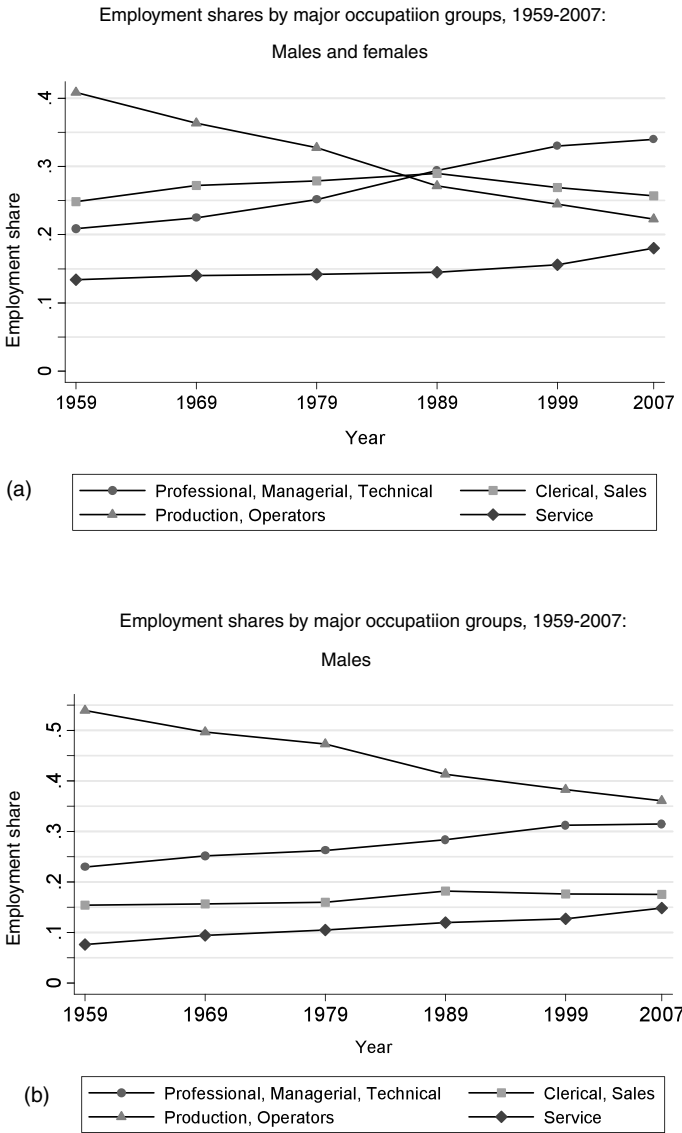 Employment shares by major occupatiion groups, 1959-2007:
Males and females
.4
.3
.2
.1
0
Employment share
1959 1969 1979 1989 1999 2007
Year
(a)
Professional, Managerial, Technical Clerical, Sales
Production, Operators Service
Employment shares by major occupatiion groups, 1959-2007:
Males
.5
.4
.3
.2
.1
0
Employment share
1959 1969 1979 1989 1999 2007
Year
(b)
Professional, Managerial, Technical Clerical, Sales
Production, Operators Service